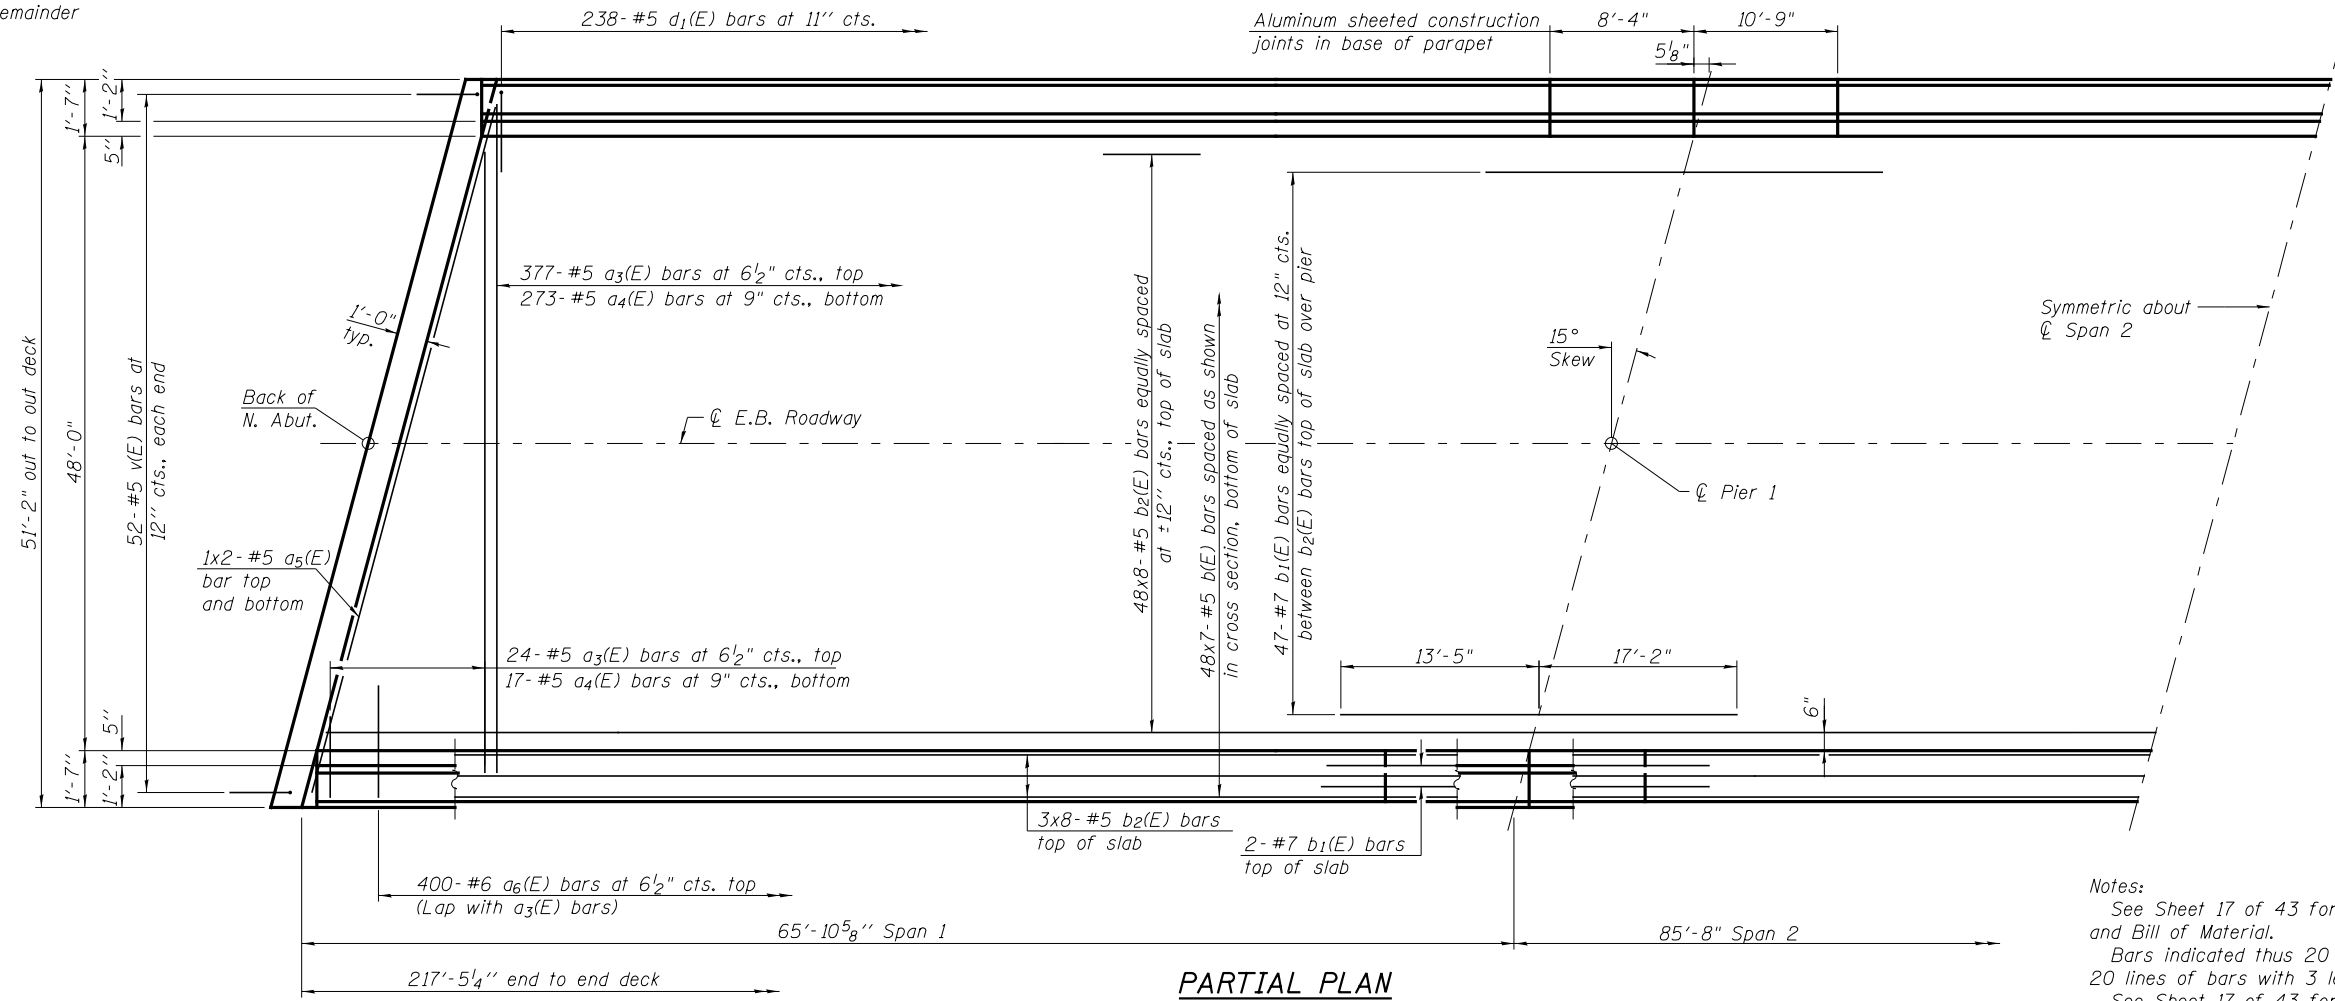 emainder
238-#5 d1(E) bars at 11" cts.
Aluminum sheeted construction
joints in base of parapet
8'-4"
10'-9"
5 1/8"
1'-7"
1'-2"
5"
51'-2" out to out deck
48'-0"
52-#5 v(E) bars at
12" cts., each end
1'-0"
typ.
Back of
N. Abut.
377-#5 a3(E) bars at 6 1/2" cts., top
273-#5 a4(E) bars at 9" cts., bottom
℄ E.B. Roadway
48x8-#5 b2(E) bars equally spaced
at ±12" cts., top of slab
48x7-#5 b(E) bars spaced as shown
in cross section, bottom of slab
47-#7 b1(E) bars equally spaced at 12" cts.
between b2(E) bars top of slab over pier
15°
Skew
Symmetric about
℄ Span 2
℄ Pier 1
1x2-#5 a5(E)
bar top
and bottom
24-#5 a3(E) bars at 6 1/2" cts., top
17-#5 a4(E) bars at 9" cts., bottom
13'-5"
17'-2"
6"
5"
1'-7"
1'-2"
3x8-#5 b2(E) bars
top of slab
2-#7 b1(E) bars
top of slab
400-#6 a6(E) bars at 6 1/2" cts. top
(Lap with a3(E) bars)
65'-10 5/8" Span 1
85'-8" Span 2
217'-5 1/4" end to end deck
PARTIAL PLAN
Notes:
See Sheet 17 of 43 for
and Bill of Material.
Bars indicated thus 20
20 lines of bars with 3 le
See Sheet 17 of 43 for